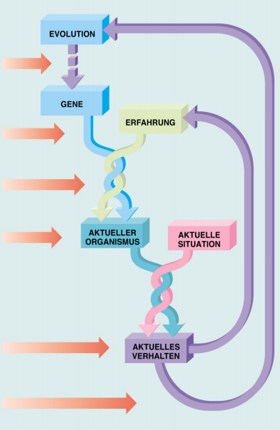 EVOLUTION
GENE
ERFAHRUNG
AKTUELLER
ORGANISMUS
AKTUELLE
SITUATION
AKTUELLES
VERHALTEN